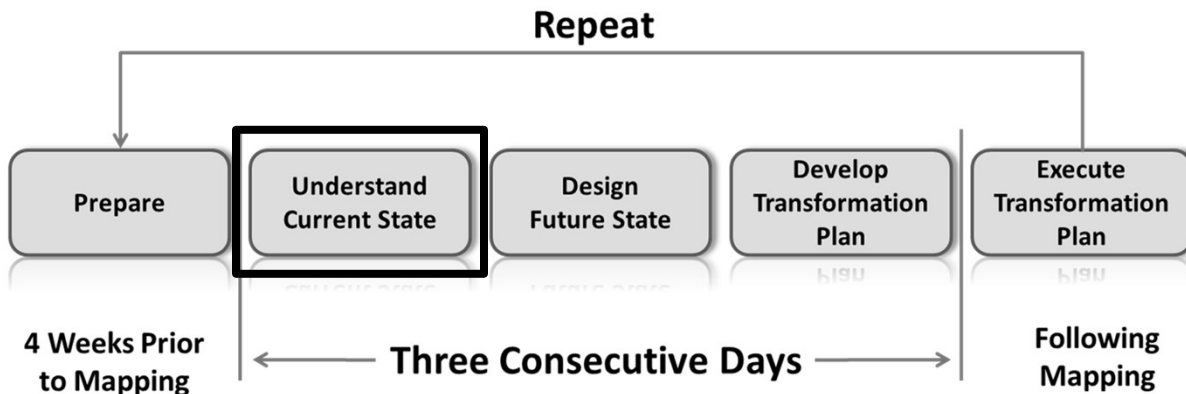 Repeat
Prepare
Understand
Current State
Design
Future State
Develop
Transformation
Plan
Execute
Transformation
Plan
4 Weeks Prior
to Mapping
Three Consecutive Days
Following
Mapping